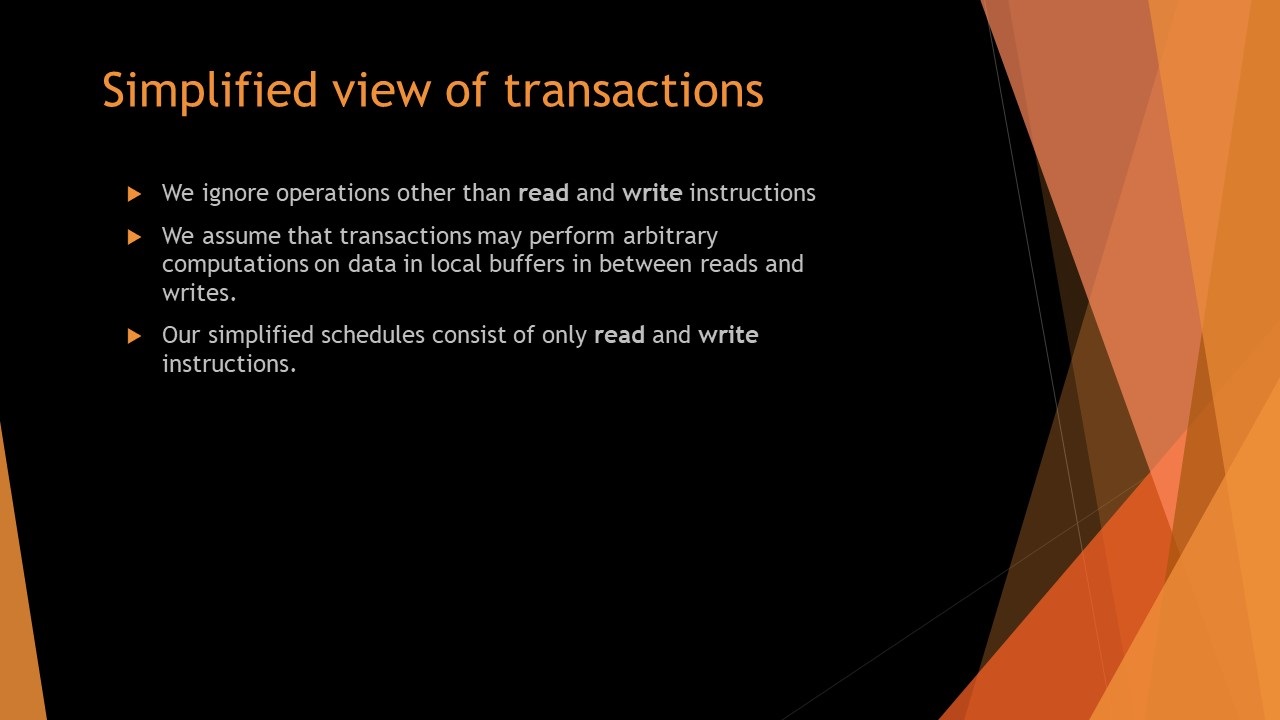 Simplified view of transactions
We ignore operations other than read and write instructions
We assume that transactions may perform arbitrary
computations on data in local buffers in between reads and
writes.
Our simplified schedules consist of only read and write
instructions.